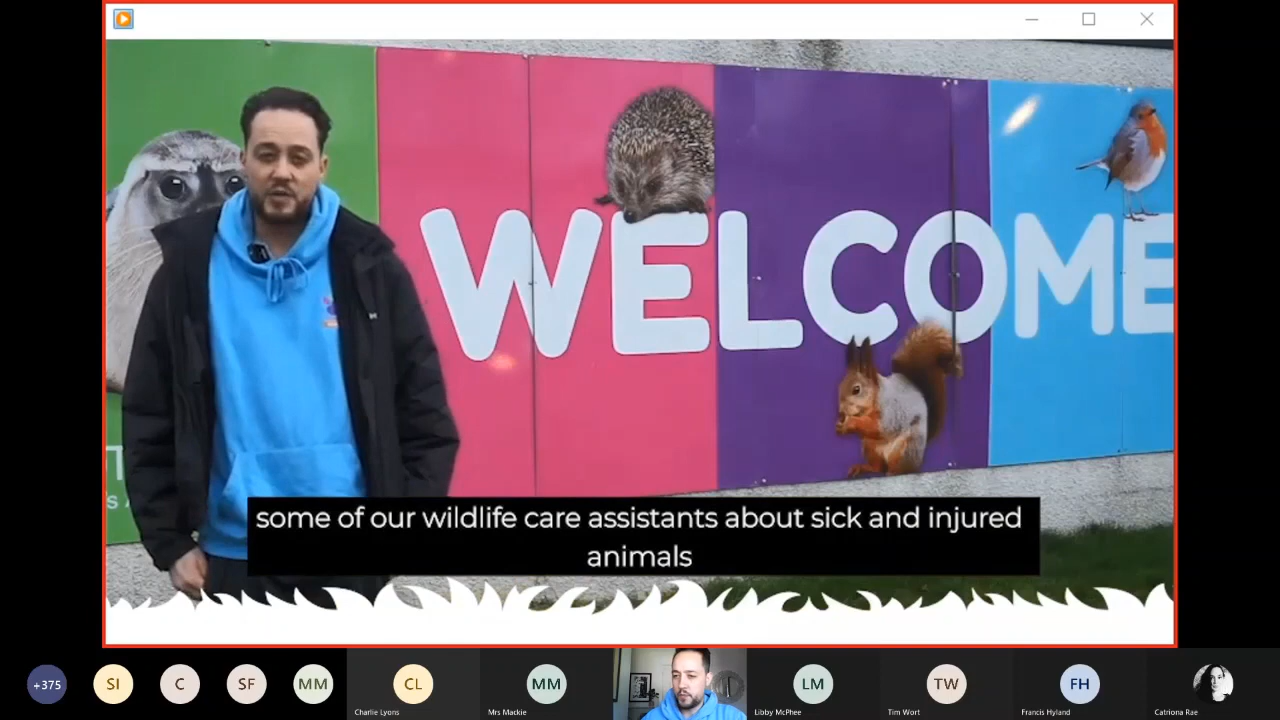 WELCOME
some of our wildlife care assistants about sick and injured
animals
+375
SI
C
SF
MM
CL
MM
LM
TW
FH
Charlie Lyons
Mrs Mackie
Libby McPhee
Tim Wort
Francis Hyland
Catriona Rae